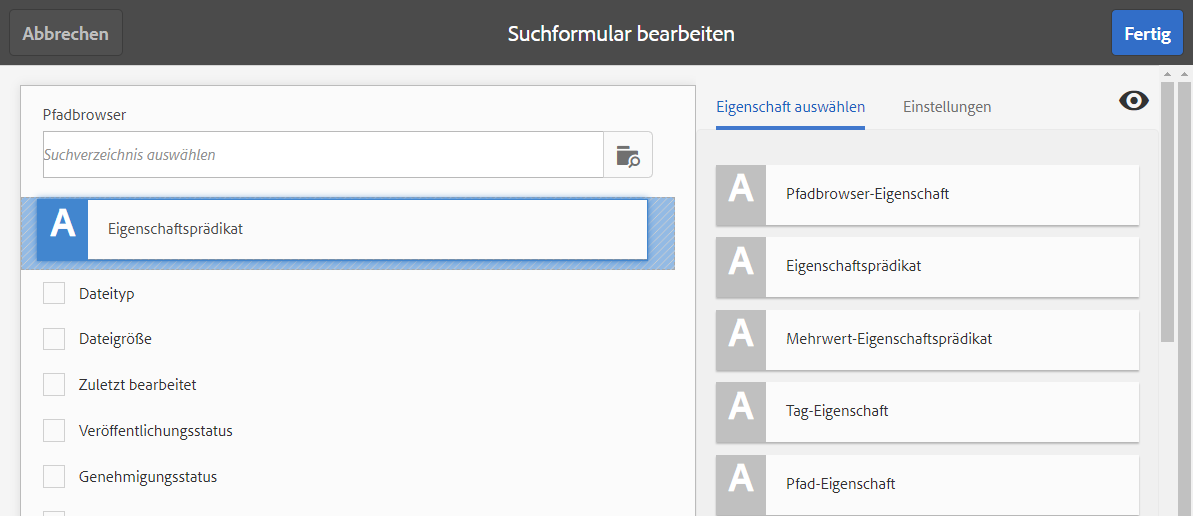 Abbrechen
Suchformular bearbeiten
Fertig
Pfadbrowser
Suchverzeichnis auswählen
A
Eigenschaftsprädikat
Dateityp
Dateigröße
Zuletzt bearbeitet
Veröffentlichungsstatus
Genehmigungsstatus
Eigenschaft auswählen
Einstellungen
A
Pfadbrowser-Eigenschaft
A
Eigenschaftsprädikat
A
Mehrwert-Eigenschaftsprädikat
A
Tag-Eigenschaft
A
Pfad-Eigenschaft